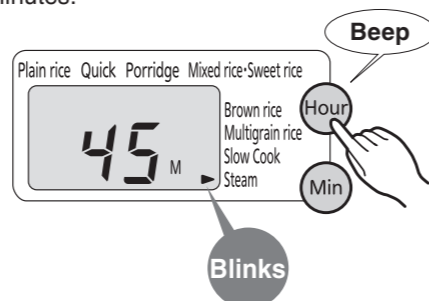 minutes.
Beep
Plain rice Quick Porridge Mixed rice•Sweet rice
Brown rice
Hour
Multigrain rice
45 M
Slow Cook
Steam
Min
Blinks